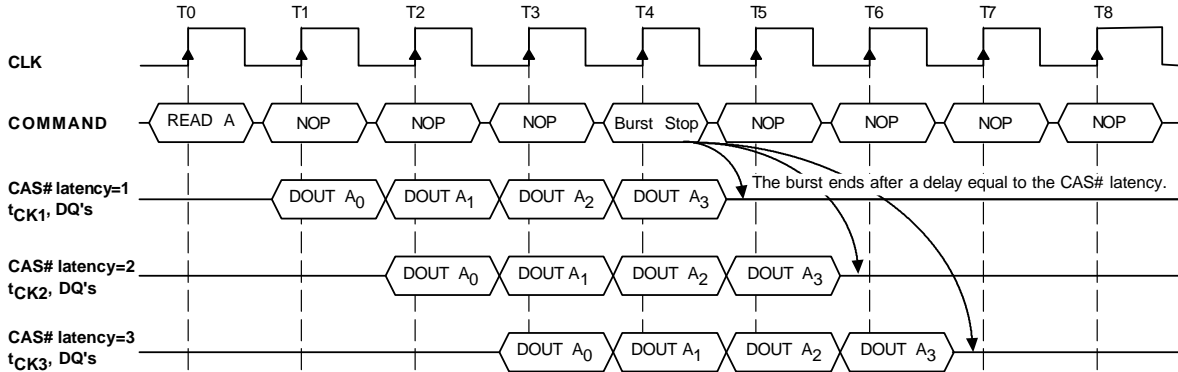 T0 T1 T2 T3 T4 T5 T6 T7 T8
CLK
COMMAND READ A NOP NOP NOP Burst Stop NOP NOP NOP NOP
The burst ends after a delay equal to the CAS# latency.
CAS# latency=1
tCK1, DQ's
DOUT A0 DOUT A1 DOUT A2 DOUT A3
CAS# latency=2
tCK2, DQ's
DOUT A0 DOUT A1 DOUT A2 DOUT A3
CAS# latency=3
tCK3, DQ's
DOUT A0 DOUT A1 DOUT A2 DOUT A3